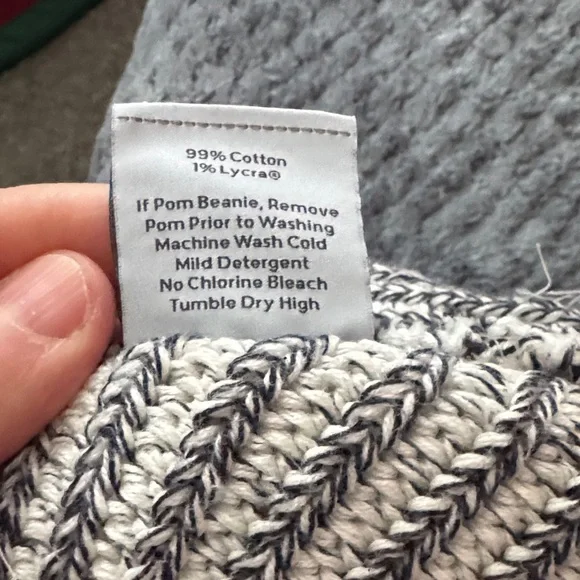 99% Cotton
1% Lycra®
If Pom Beanie, Remove
Pom Prior to Washing
Machine Wash Cold
Mild Detergent
No Chlorine Bleach
Tumble Dry High